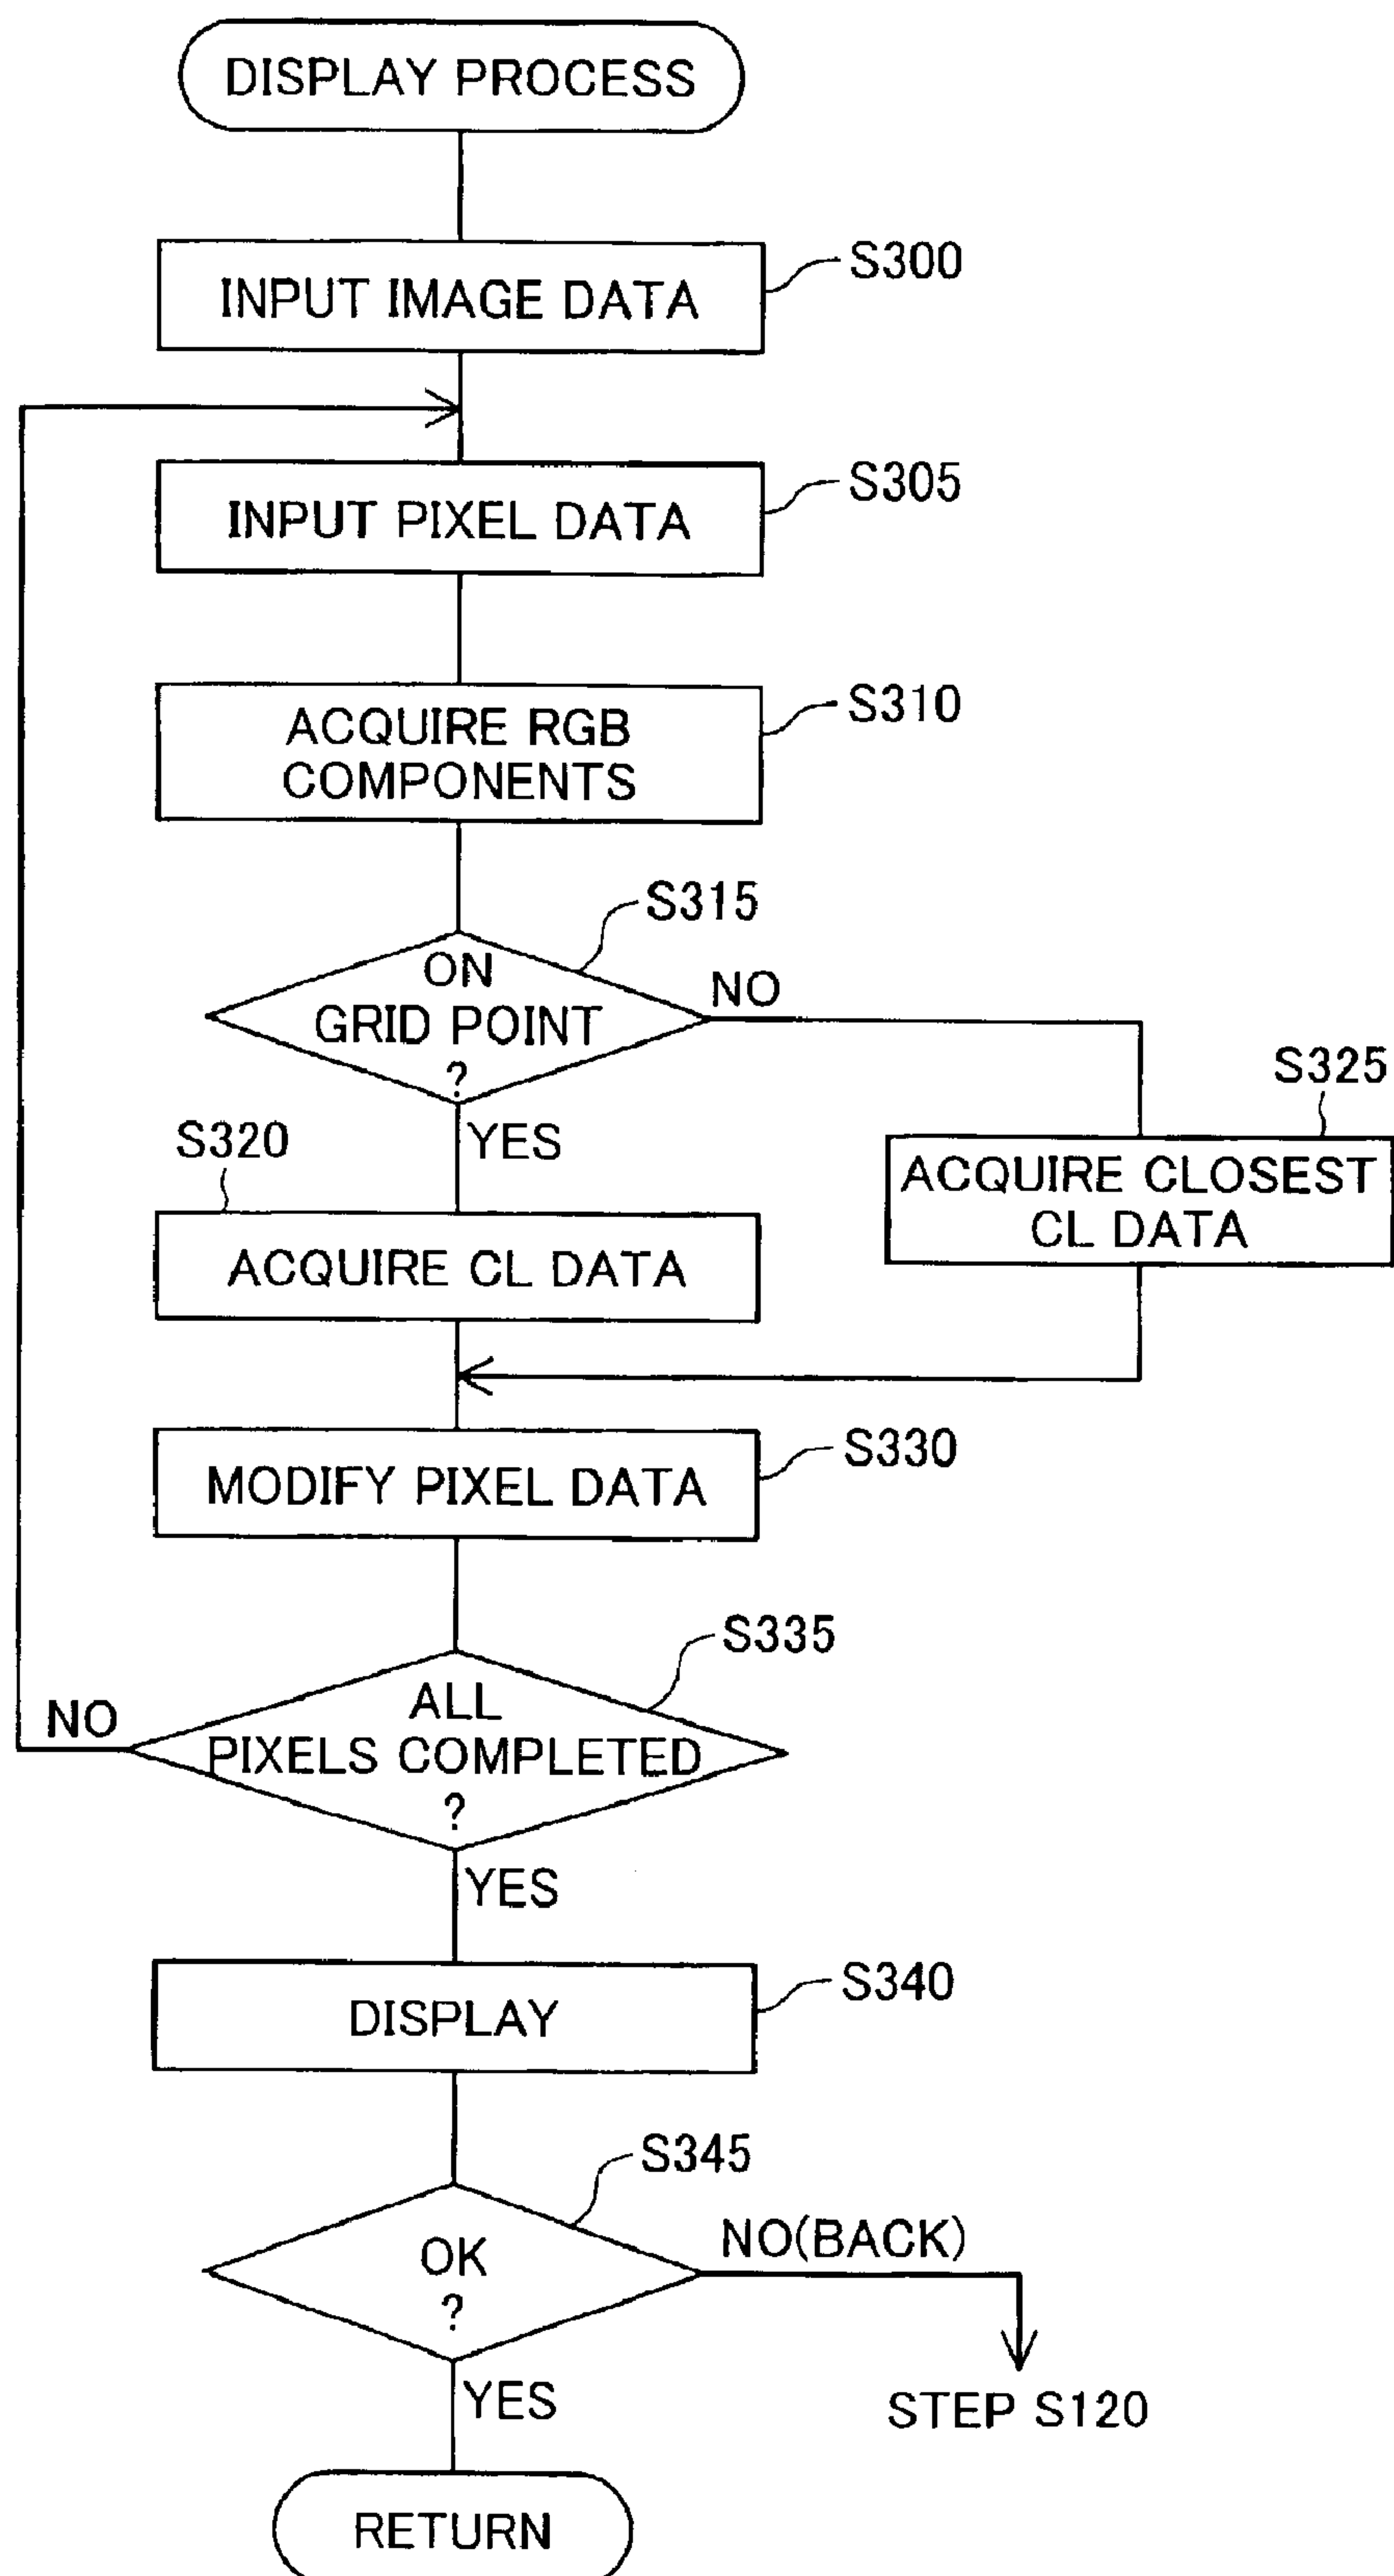 DISPLAY PROCESS
S300
INPUT IMAGE DATA
S305
INPUT PIXEL DATA
S310
ACQUIRE RGB
COMPONENTS
S315
ON
GRID POINT
?
NO
YES
S325
ACQUIRE CLOSEST
CL DATA
S320
ACQUIRE CL DATA
S330
MODIFY PIXEL DATA
S335
ALL
PIXELS COMPLETED
?
NO
YES
S340
DISPLAY
S345
OK
?
NO(BACK)
STEP S120
YES
RETURN